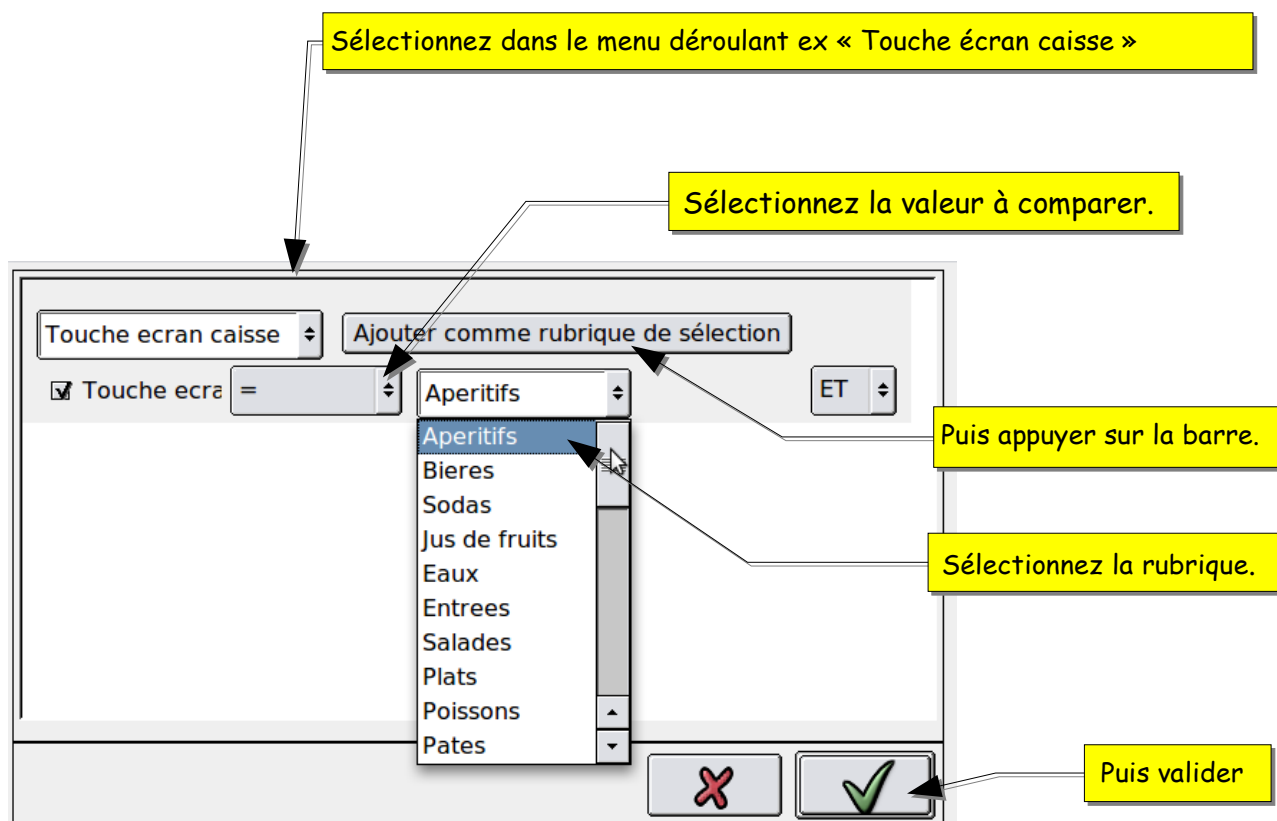 Sélectionnez dans le menu déroulant ex « Touche écran caisse »
Sélectionnez la valeur à comparer.
Touche ecran caisse
Ajouter comme rubrique de sélection
Touche ecra
=
Aperitifs
ET
Puis appuyer sur la barre.
Aperitifs
Bieres
Sodas
Jus de fruits
Eaux
Entrees
Salades
Plats
Poissons
Pates
Sélectionnez la rubrique.
Puis valider